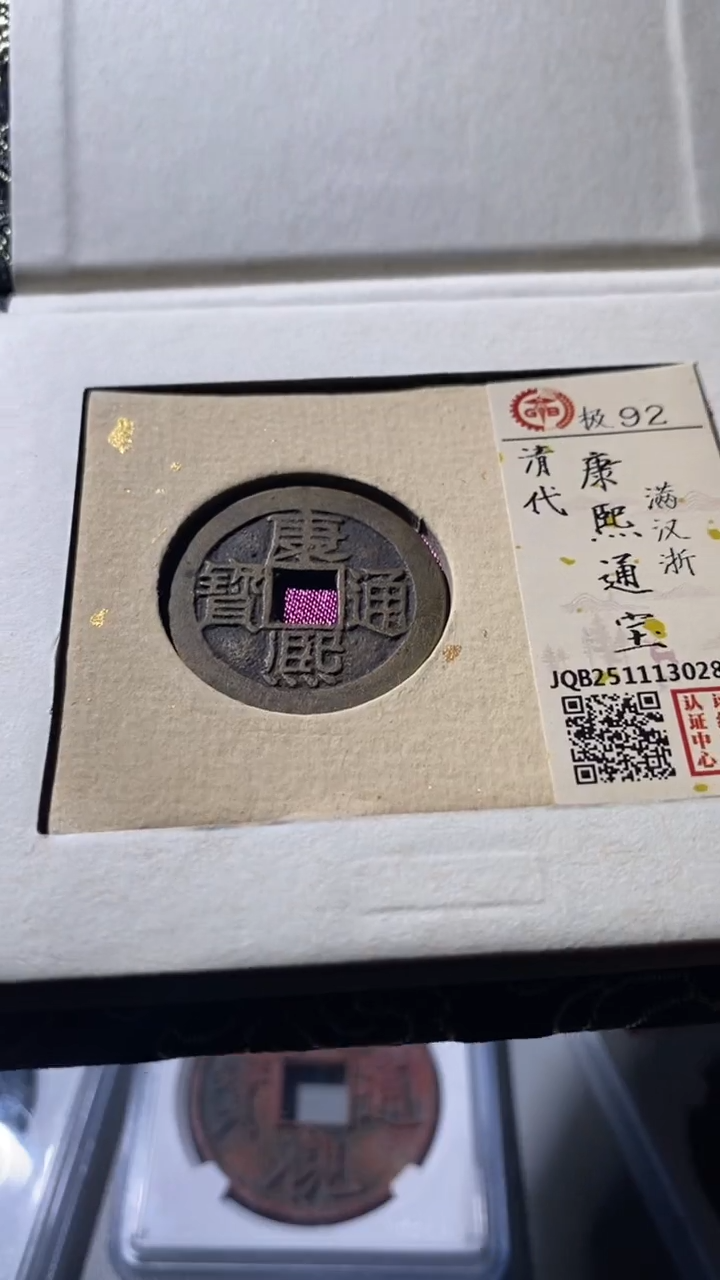 康熙通寶
极92
清代
康熙通宝
满汉浙
JQB251113028
认证中心